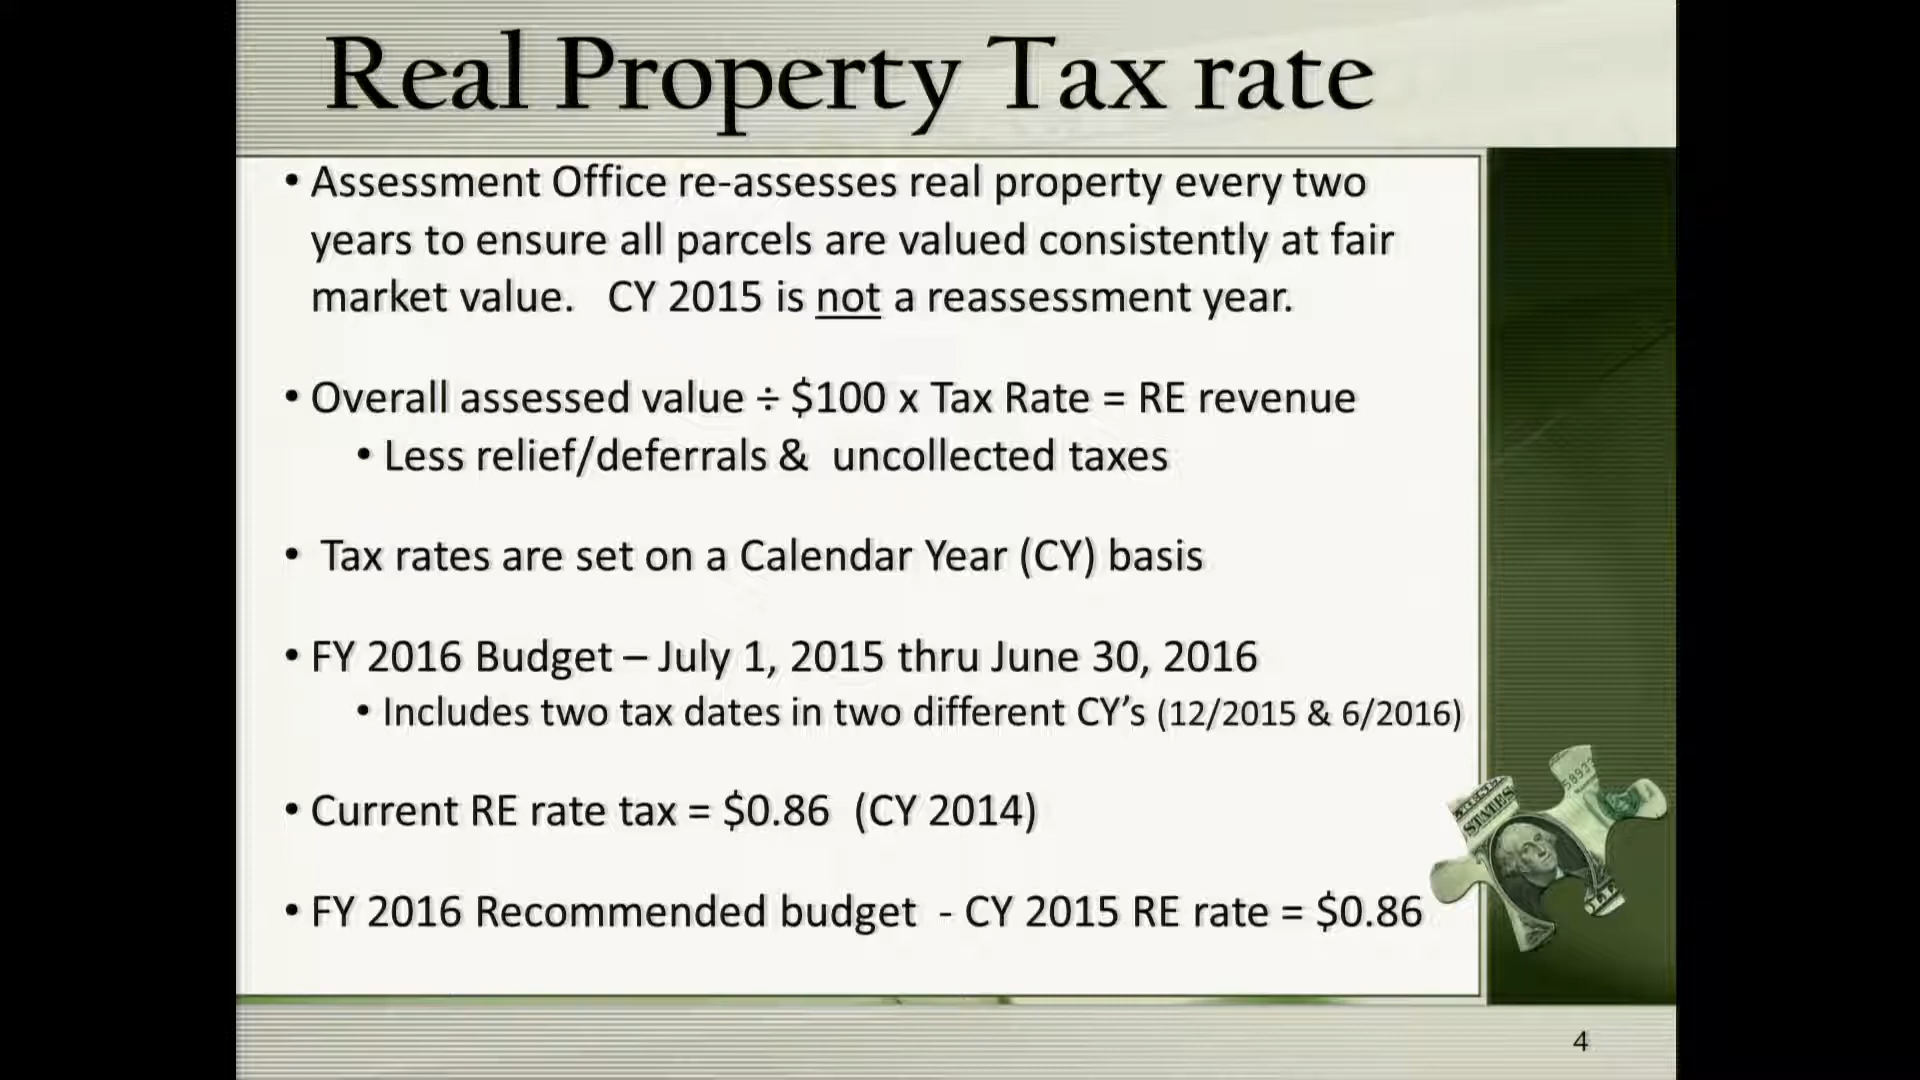 Real Property Tax rate
• Assessment Office re-assesses real property every two
years to ensure all parcels are valued consistently at fair
market value. CY 2015 is not a reassessment year.
• Overall assessed value ÷ $100 x Tax Rate = RE revenue
• Less relief/deferrals & uncollected taxes
• Tax rates are set on a Calendar Year (CY) basis
• FY 2016 Budget – July 1, 2015 thru June 30, 2016
• Includes two tax dates in two different CY’s (12/2015 & 6/2016)
• Current RE rate tax = $0.86 (CY 2014)
STATES
• FY 2016 Recommended budget - CY 2015 RE rate = $0.86
4